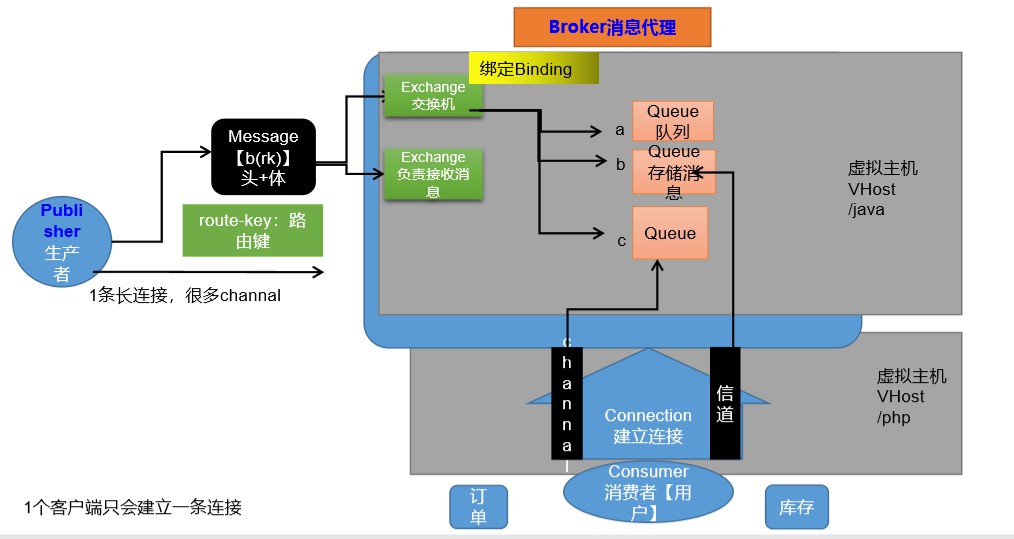 Broker消息代理
绑定Binding
Exchange
交换机
Message
【b(rk)】
头+体
Exchange
负责接收消
息
a
Queue
队列
b
Queue
存储消
息
c
Queue
虚拟主机
VHost
/java
Publi
sher
生产
者
route-key：路
由键
1条长连接，很多channal
channal
信道
Connection
建立连接
虚拟主机
VHost
/php
Consumer
消费者【用
户】
订
单
库存
1个客户端只会建立一条连接